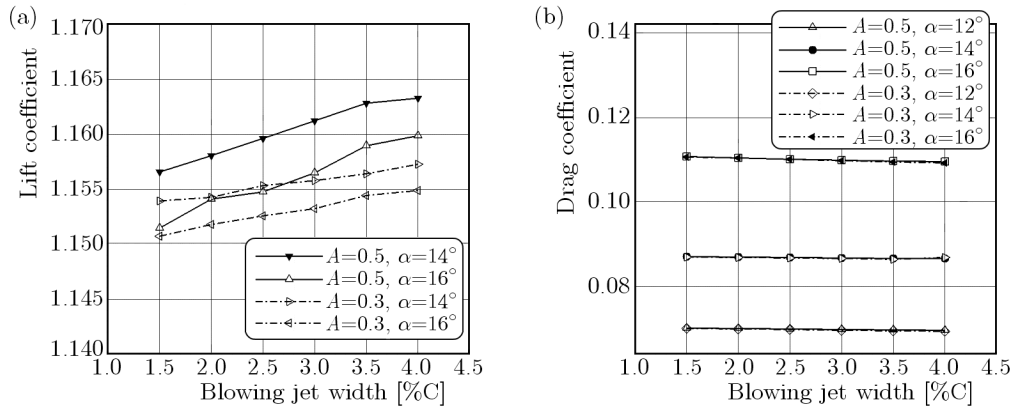 (a)
Lift coefficient
1.170
1.165
1.160
1.155
1.150
1.145
1.140
1.0 1.5 2.0 2.5 3.0 3.5 4.0 4.5
Blowing jet width [%C]
A=0.5, α=14°
A=0.5, α=16°
A=0.3, α=14°
A=0.3, α=16°
(b)
Drag coefficient
0.14
0.12
0.10
0.08
1.0 1.5 2.0 2.5 3.0 3.5 4.0 4.5
Blowing jet width [%C]
A=0.5, α=12°
A=0.5, α=14°
A=0.5, α=16°
A=0.3, α=12°
A=0.3, α=14°
A=0.3, α=16°